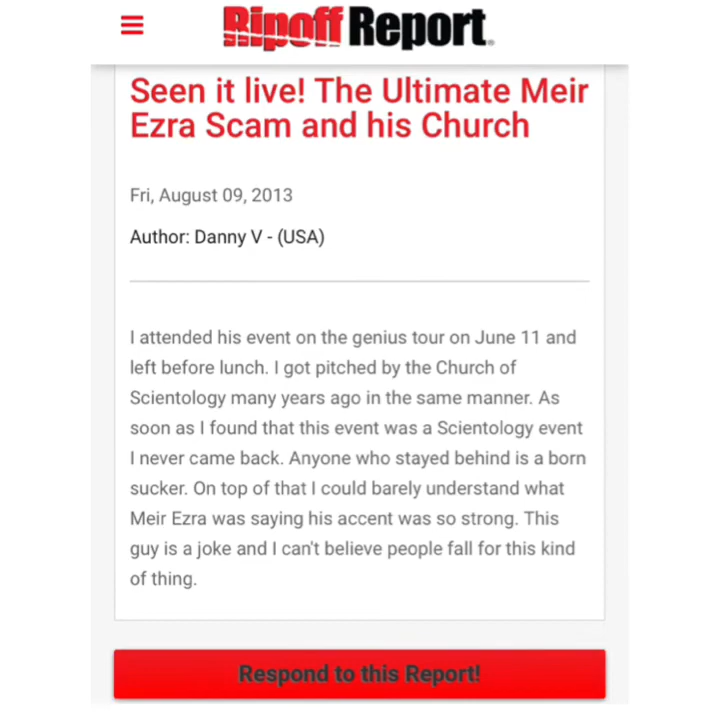 Ripoff Report.
Seen it live! The Ultimate Meir
Ezra Scam and his Church
Fri, August 09, 2013
Author: Danny V - (USA)
I attended his event on the genius tour on June 11 and
left before lunch. I got pitched by the Church of
Scientology many years ago in the same manner. As
soon as I found that this event was a Scientology event
I never came back. Anyone who stayed behind is a born
sucker. On top of that I could barely understand what
Meir Ezra was saying his accent was so strong. This
guy is a joke and I can't believe people fall for this kind
of thing.
Respond to this Report!